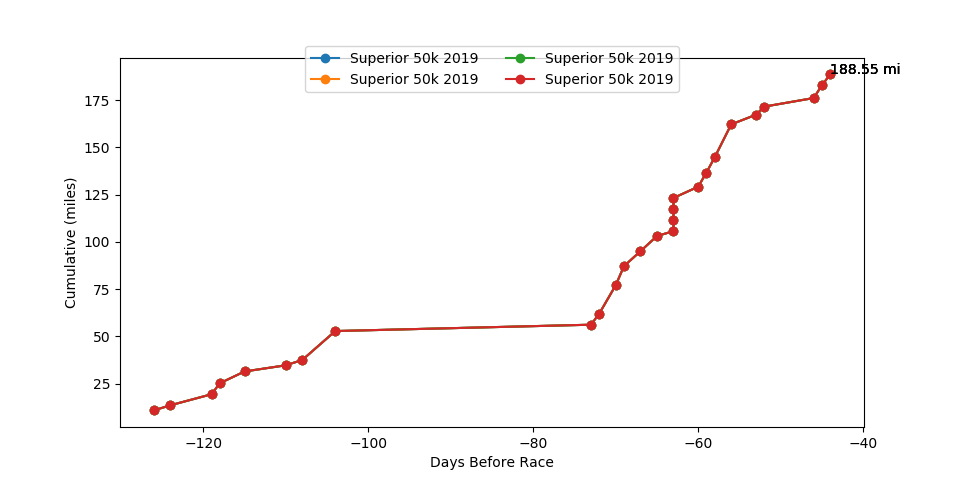 Superior 50k 2019 Superior 50k 2019
Superior 50k 2019 Superior 50k 2019
188.55 mi
175
150
125
100
75
50
25
Cumulative (miles)
−120 −100 −80 −60 −40
Days Before Race